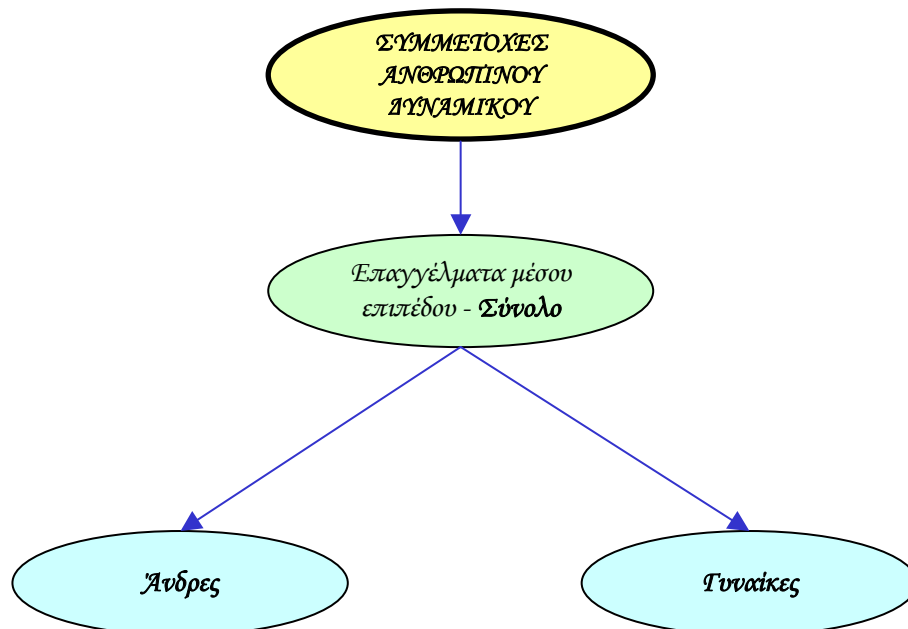 ΣΥΜΜΕΤΟΧΕΣ
ΑΝΘΡΩΠΙΝΟΥ
ΔΥΝΑΜΙΚΟΥ
Επαγγέλματα μέσου
επιπέδου - Σύνολο
Άνδρες
Γυναίκες